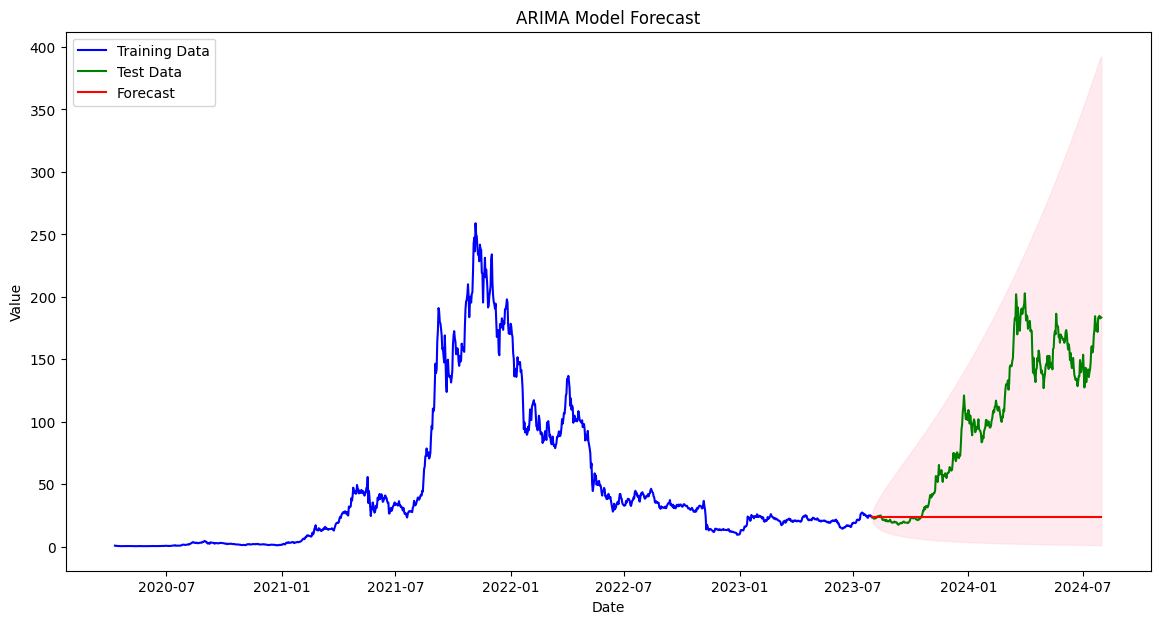 ARIMA Model Forecast
Training Data
Test Data
Forecast
Value
400
350
300
250
200
150
100
50
0
2020-07 2021-01 2021-07 2022-01 2022-07 2023-01 2023-07 2024-01 2024-07
Date